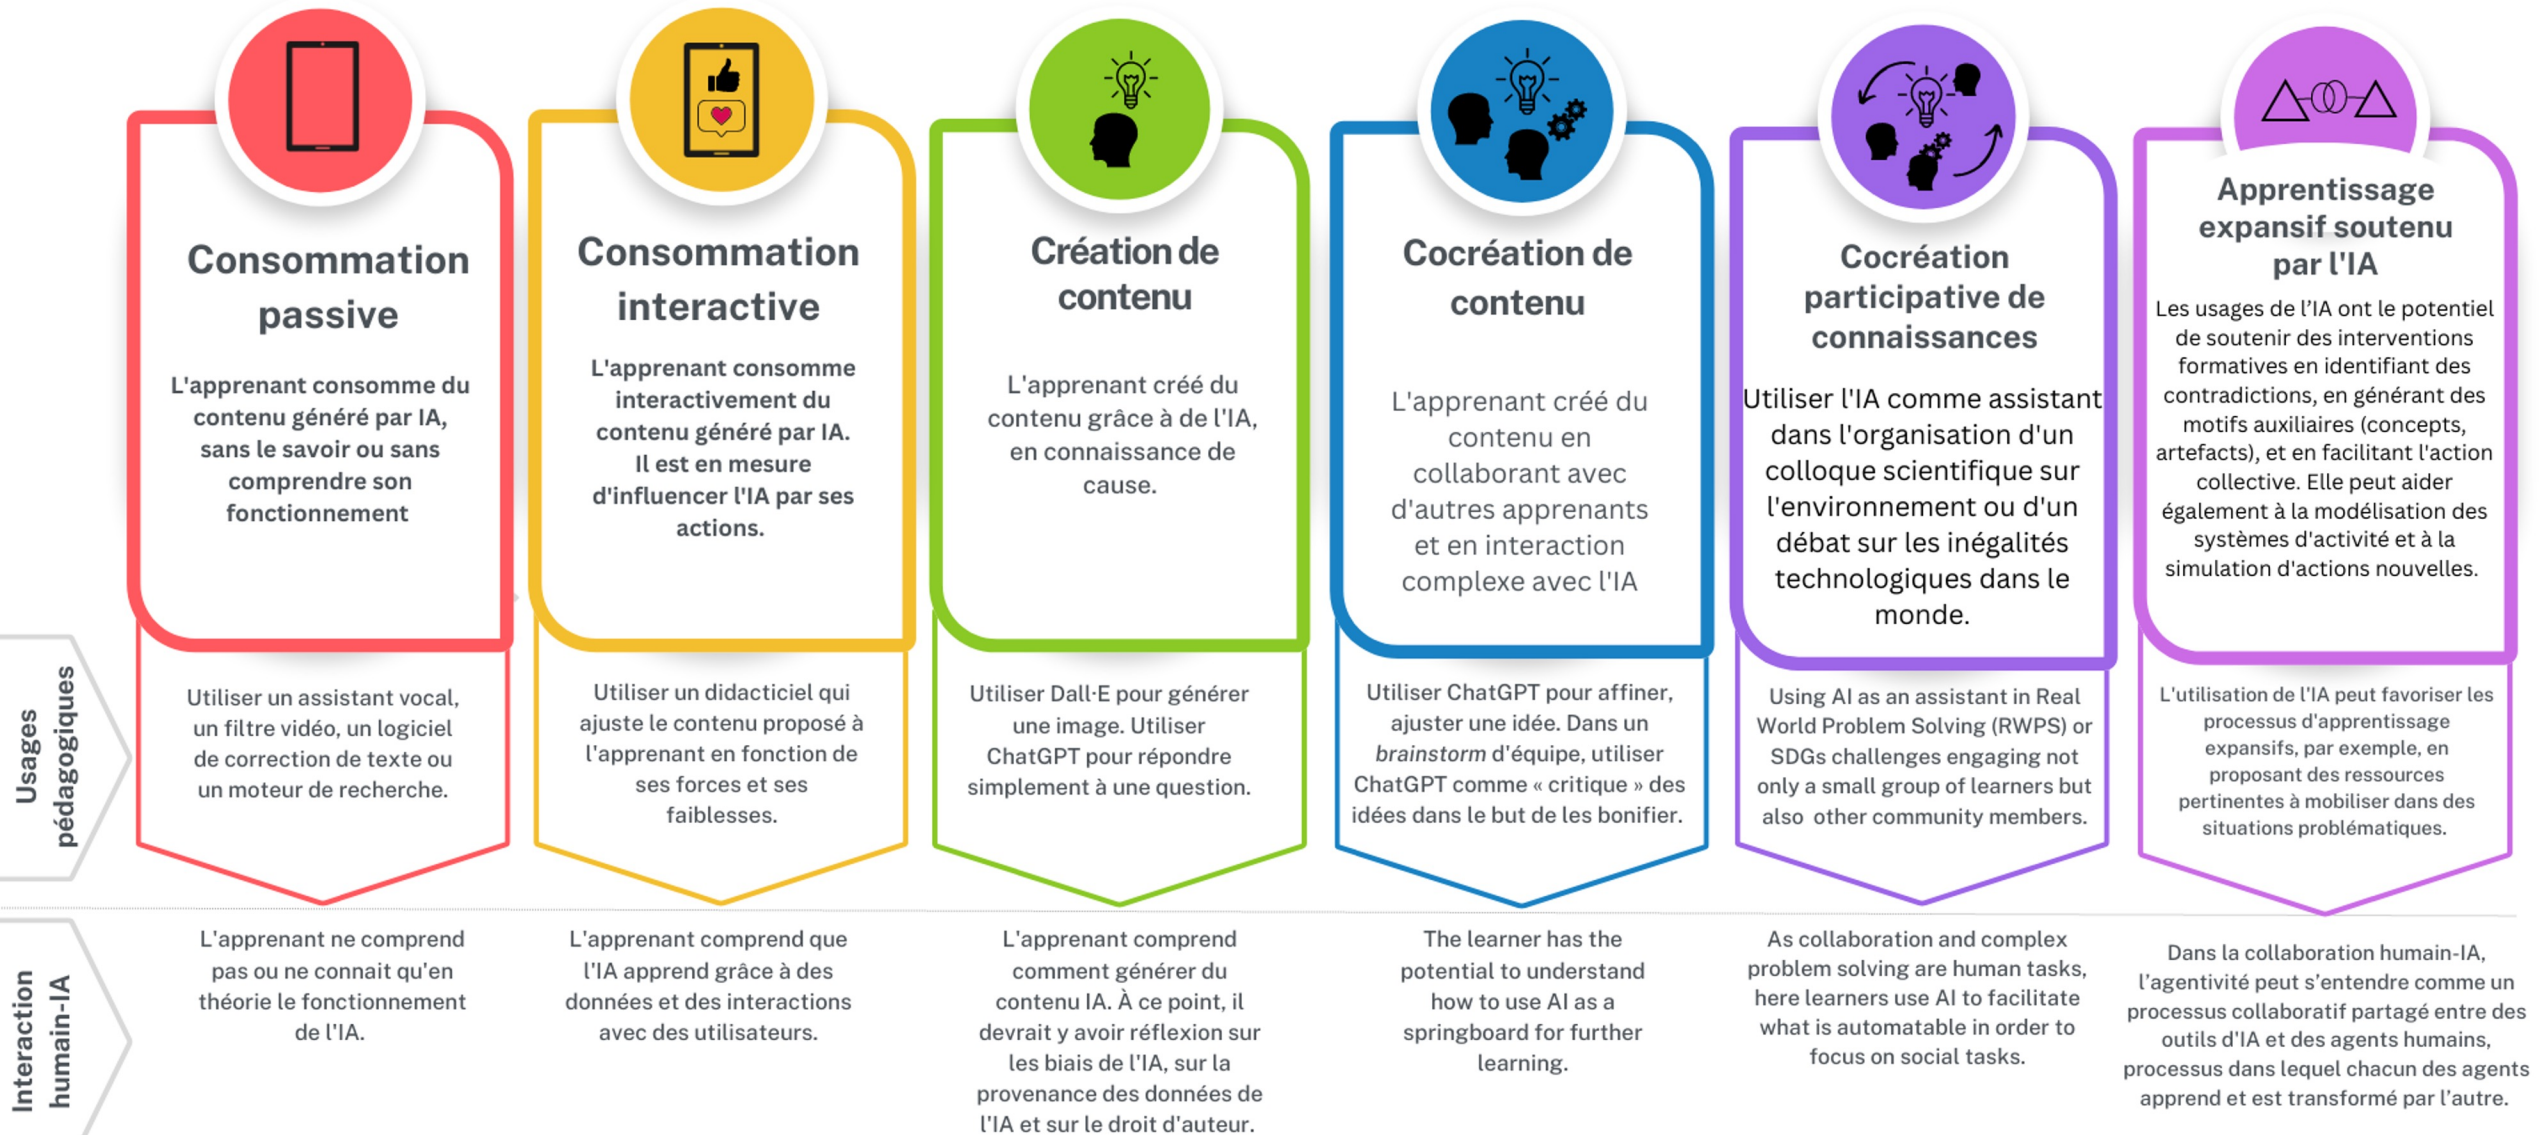 Consommation
passive
L'apprenant consomme du
contenu généré par IA,
sans le savoir ou sans
comprendre son
fonctionnement
Consommation
interactive
L'apprenant consomme
interactivement du
contenu généré par IA.
Il est en mesure
d'influencer l'IA par ses
actions.
Création de
contenu
L'apprenant créé du
contenu grâce à de l'IA,
en connaissance de
cause.
Cocréation de
contenu
L'apprenant créé du
contenu en
collaborant avec
d'autres apprenants
et en interaction
complexe avec l'IA
Cocréation
participative de
connaissances
Utiliser l'IA comme assistant
dans l'organisation d'un
colloque scientifique sur
l'environnement ou d'un
débat sur les inégalités
technologiques dans le
monde.
Apprentissage
expansif soutenu
par l'IA
Les usages de l’IA ont le potentiel
de soutenir des interventions
formatives en identifiant des
contradictions, en générant des
motifs auxiliaires (concepts,
artefacts), et en facilitant l'action
collective. Elle peut aider
également à la modélisation des
systèmes d'activité et à la
simulation d'actions nouvelles.
Usages
pédagogiques
Utiliser un assistant vocal,
un filtre vidéo, un logiciel
de correction de texte ou
un moteur de recherche.
Utiliser un didacticiel qui
ajuste le contenu proposé à
l'apprenant en fonction de
ses forces et ses
faiblesses.
Utiliser Dall·E pour générer
une image. Utiliser
ChatGPT pour répondre
simplement à une question.
Utiliser ChatGPT pour affiner,
ajuster une idée. Dans un
brainstorm d'équipe, utiliser
ChatGPT comme « critique » des
idées dans le but de les bonifier.
Using AI as an assistant in Real
World Problem Solving (RWPS) or
SDGs challenges engaging not
only a small group of learners but
also other community members.
L'utilisation de l'IA peut favoriser les
processus d'apprentissage
expansifs, par exemple, en
proposant des ressources
pertinentes à mobiliser dans des
situations problématiques.
Interaction
humain-IA
L'apprenant ne comprend
pas ou ne connait qu'en
théorie le fonctionnement
de l'IA.
L'apprenant comprend que
l'IA apprend grâce à des
données et des interactions
avec des utilisateurs.
L'apprenant comprend
comment générer du
contenu IA. À ce point, il
devrait y avoir réflexion sur
les biais de l'IA, sur la
provenance des données de
l'IA et sur le droit d'auteur.
The learner has the
potential to understand
how to use AI as a
springboard for further
learning.
As collaboration and complex
problem solving are human tasks,
here learners use AI to facilitate
what is automatable in order to
focus on social tasks.
Dans la collaboration humain-IA,
l’agentivité peut s’entendre comme un
processus collaboratif partagé entre des
outils d'IA et des agents humains,
processus dans lequel chacun des agents
apprend et est transformé par l’autre.